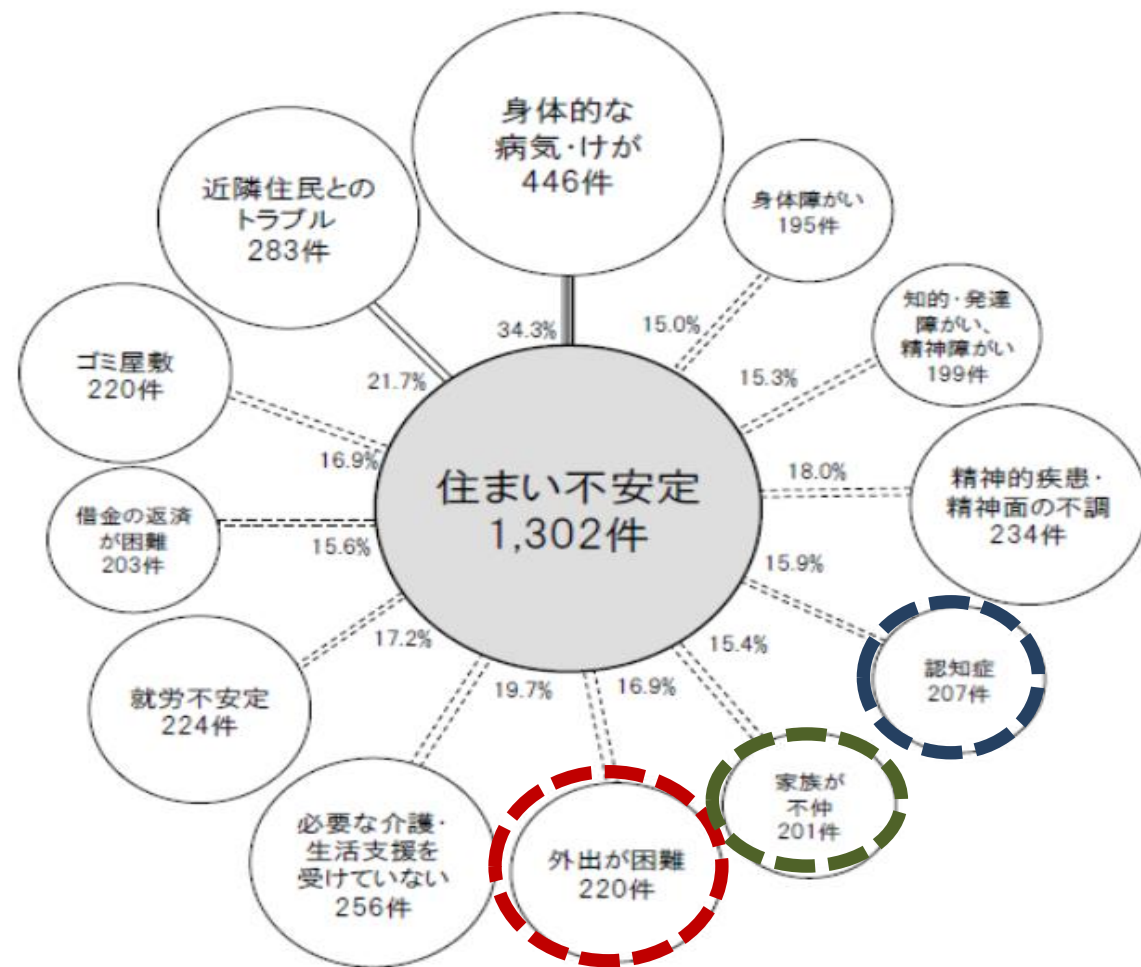 身体的な
病気・けが
446件
身体障がい
195件
知的・発達
障がい、
精神障がい
199件
精神的疾患・
精神面の不調
234件
認知症
207件
家族が
不仲
201件
外出が困難
220件
必要な介護・
生活支援を
受けていない
256件
就労不安定
224件
借金の返済
が困難
203件
ゴミ屋敷
220件
近隣住民との
トラブル
283件
34.3%
15.0%
15.3%
18.0%
15.9%
15.4%
16.9%
19.7%
17.2%
15.6%
16.9%
21.7%
住まい不安定
1,302件